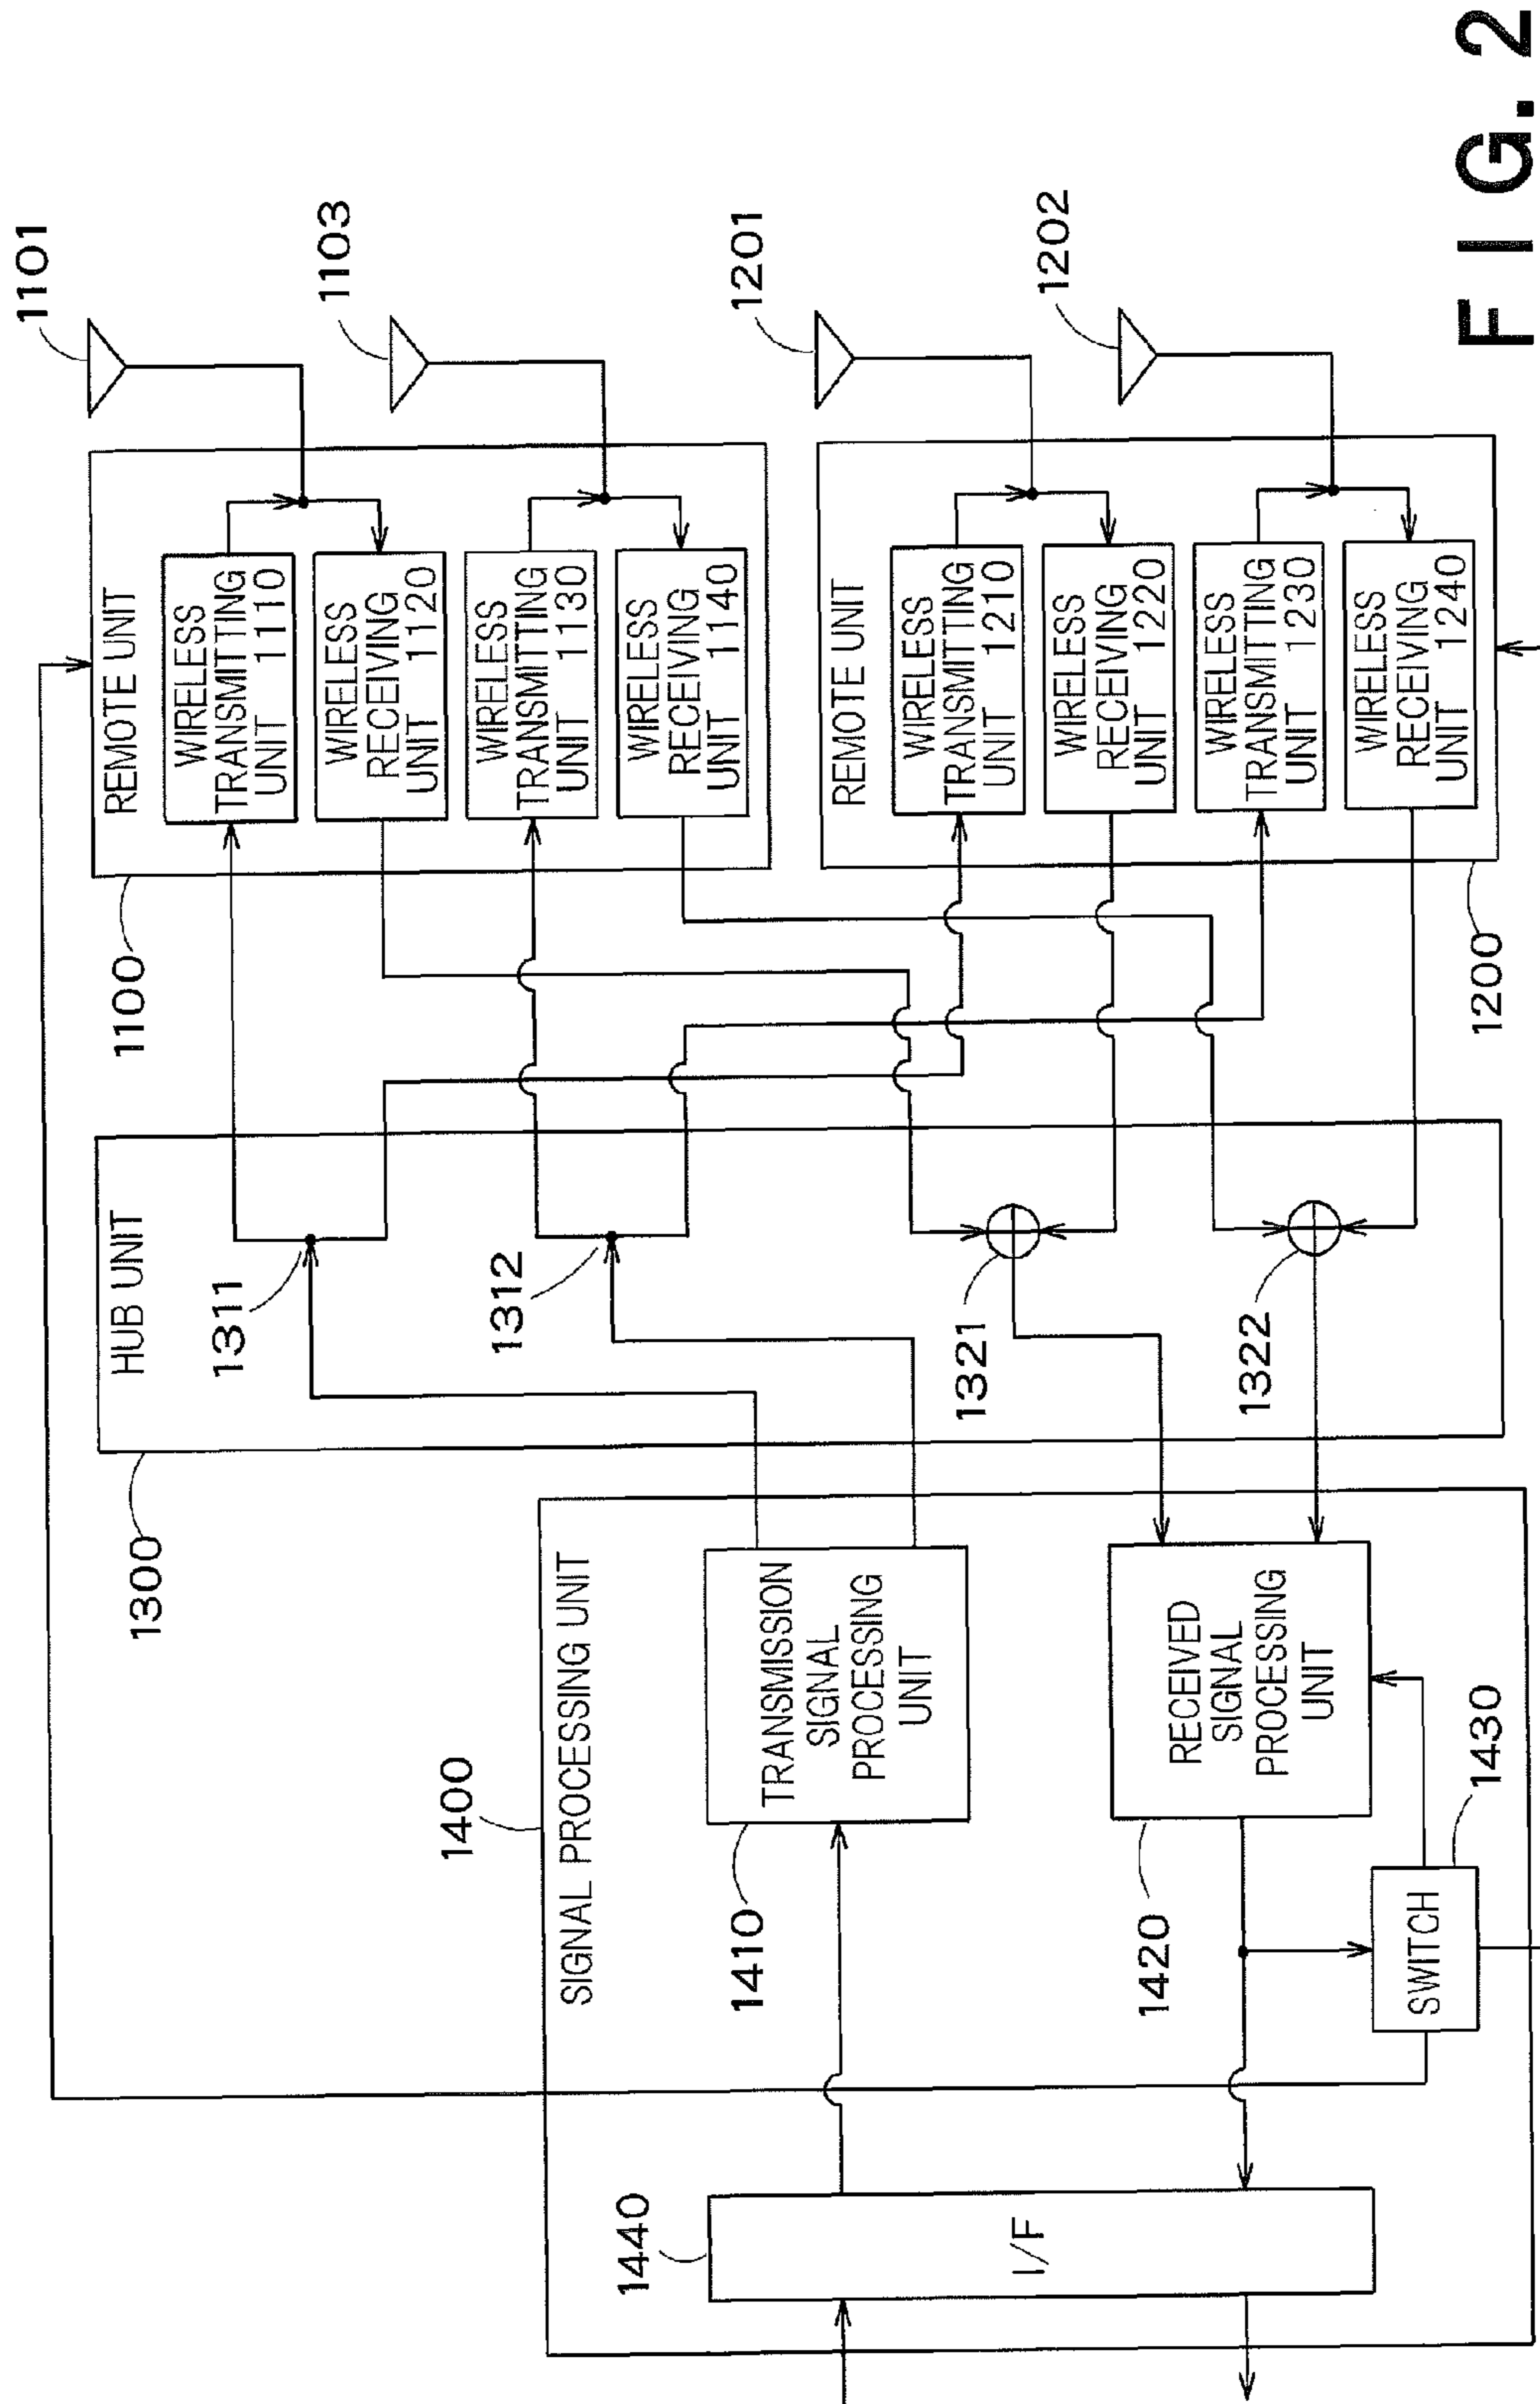 1101
1103
1201
1202
REMOTE UNIT
WIRELESS
TRANSMITTING
UNIT 1110
WIRELESS
RECEIVING
UNIT 1120
WIRELESS
TRANSMITTING
UNIT 1130
WIRELESS
RECEIVING
UNIT 1140
1100
REMOTE UNIT
WIRELESS
TRANSMITTING
UNIT 1210
WIRELESS
RECEIVING
UNIT 1220
WIRELESS
TRANSMITTING
UNIT 1230
WIRELESS
RECEIVING
UNIT 1240
1200
HUB UNIT
1311
1312
1321
1322
1300
SIGNAL PROCESSING UNIT
1400
TRANSMISSION
SIGNAL
PROCESSING
UNIT
1410
RECEIVED
SIGNAL
PROCESSING
UNIT
1420
SWITCH
1430
1440
I/F
FIG. 2